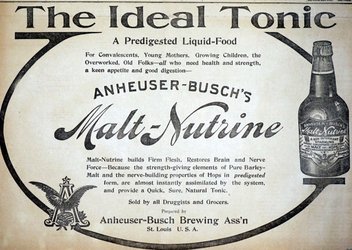 The Ideal Tonic
A Predigested Liquid-Food
For Convalescents, Young Mothers, Growing Children, the
Overworked, Old Folks—all who need health and strength,
a keen appetite and good digestion—
ANHEUSER-BUSCH'S
Malt-Nutrine
Malt-Nutrine builds Firm Flesh, Restores Brain and Nerve
Force—Because the strength-giving elements of Pure Barley-
Malt and the nerve-building properties of Hops in predigested
form, are almost instantly assimilated by the system,
and provide a Quick, Sure, Natural Tonic.
Sold by all Druggists and Grocers.
Prepared by
Anheuser-Busch Brewing Ass'n
St. Louis U. S. A.
Malt-Nutrine